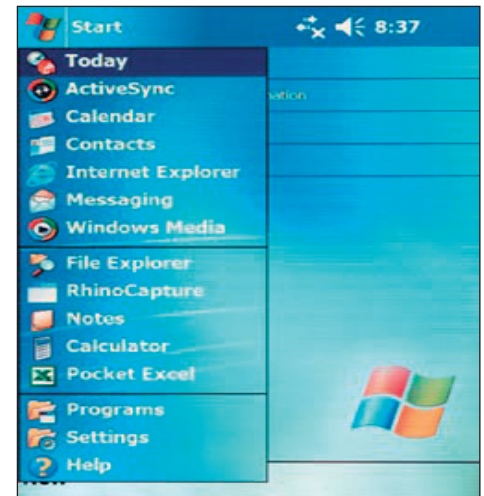 Start 8:37
Today
ActiveSync
Calendar
Contacts
Internet Explorer
Messaging
Windows Media
File Explorer
RhinoCapture
Notes
Calculator
Pocket Excel
Programs
Settings
Help